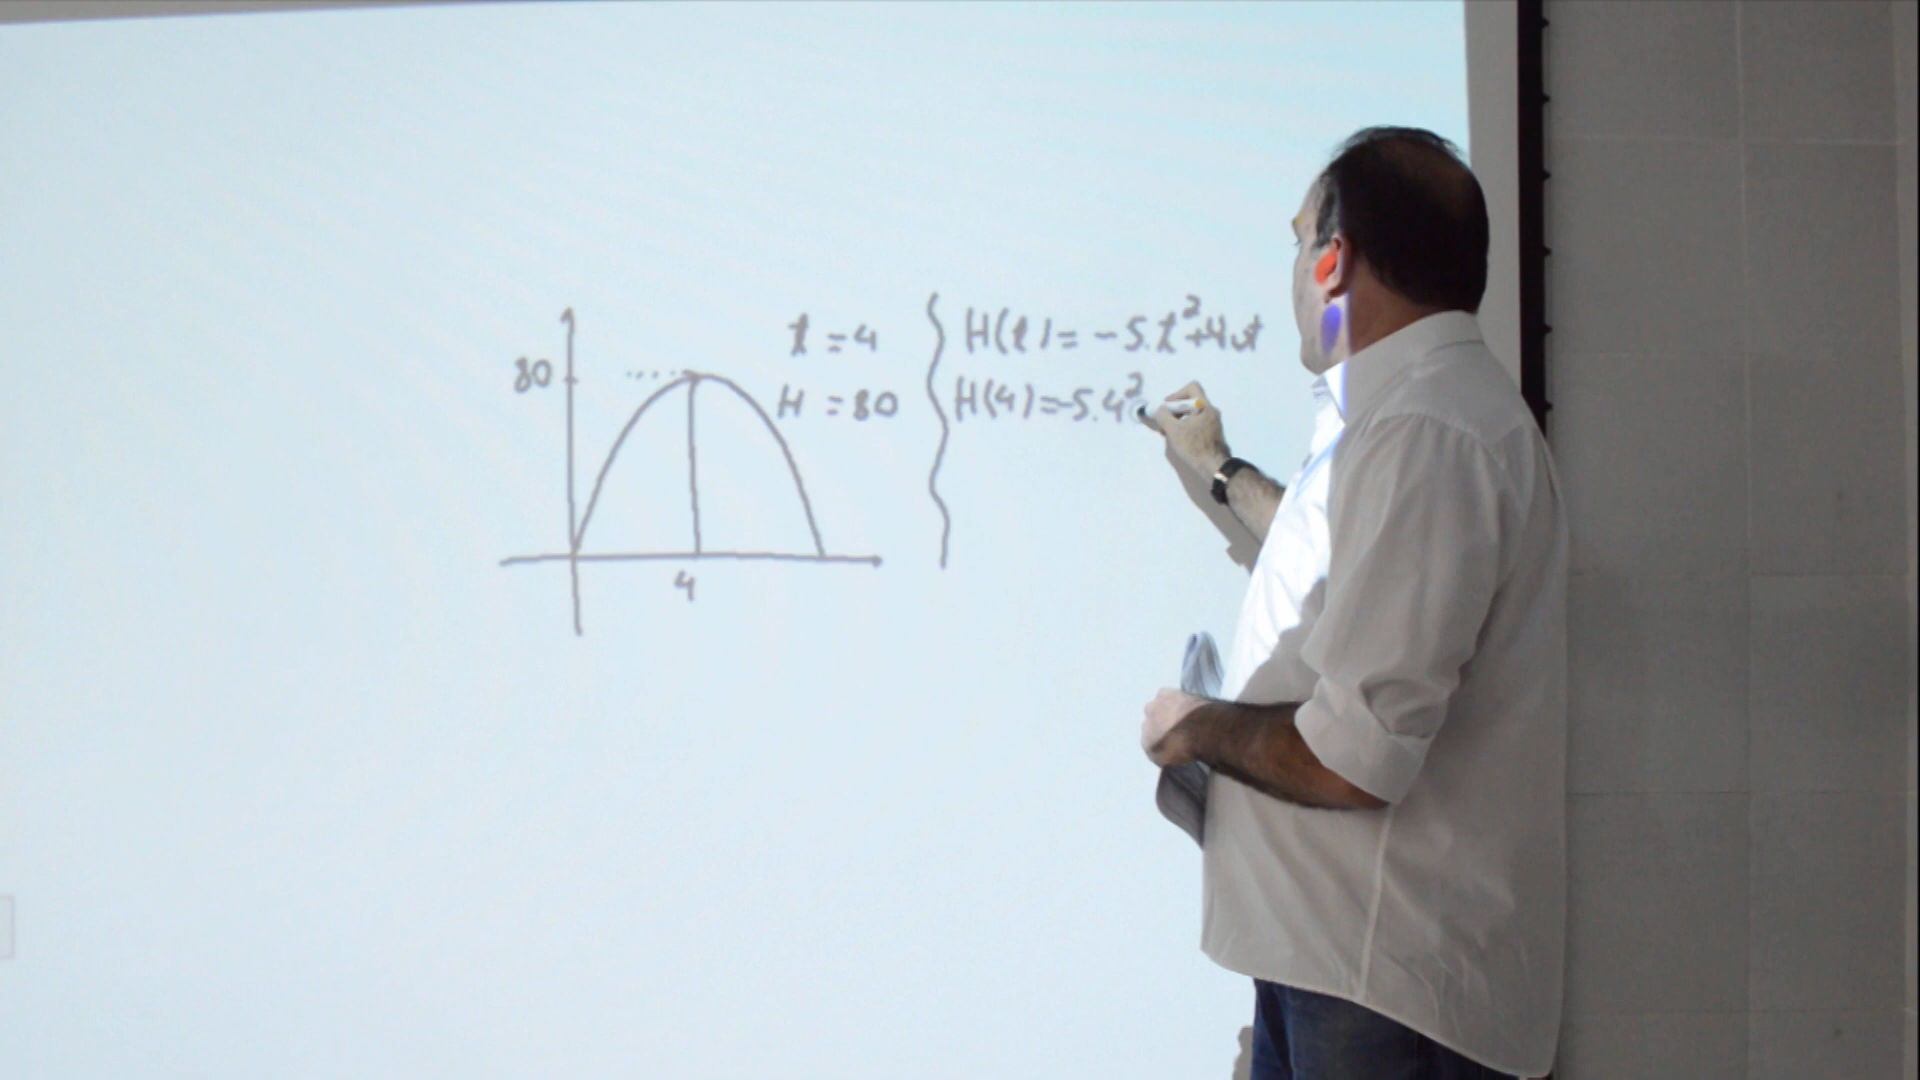 80
4
t = 4
H = 80
H(t) = -5.t²+40t
H(4)=-5.4²